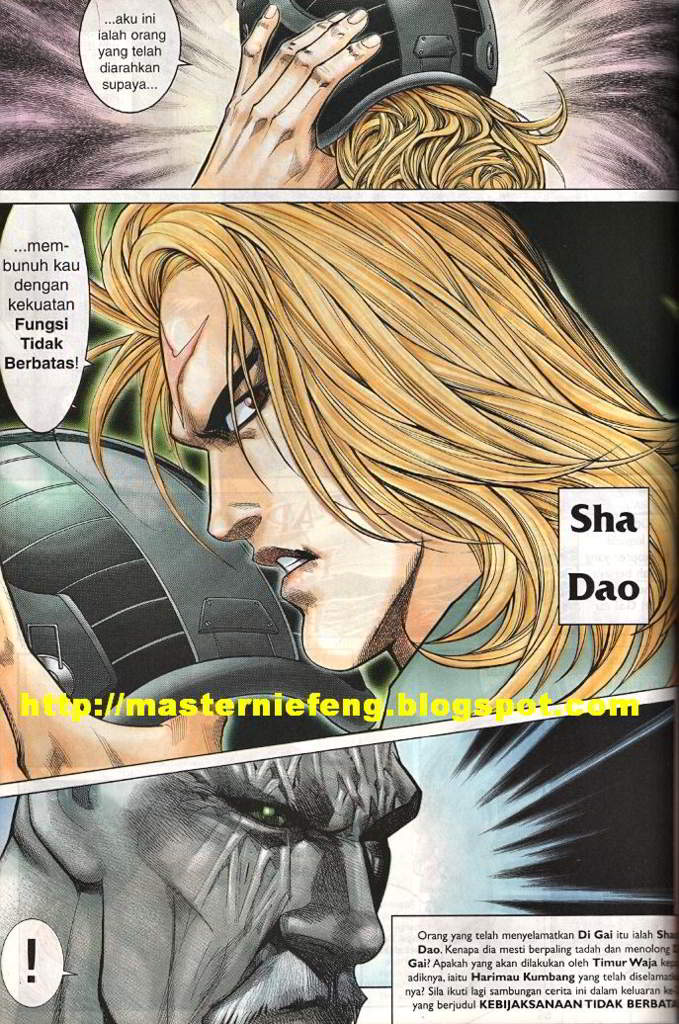 ...aku ini
ialah orang
yang telah
diarahkan
supaya...
...mem-
bunuh kau
dengan
kekuatan
Fungsi
Tidak
Berbatas!
Sha
Dao
http://masterniefeng.blogspot.com
!
Orang yang telah menyelamatkan Di Gai itu ialah Sha
Dao. Kenapa dia mesti berpaling tadah dan menolong
Gai? Apakah yang akan dilakukan oleh Timur Waja
adiknya, iaitu Harimau Kumbang yang telah
nya? Sila ikuti lagi sambungan cerita ini dalam keluaran
yang berjudul KEBIJAKSANAAN TIDAK